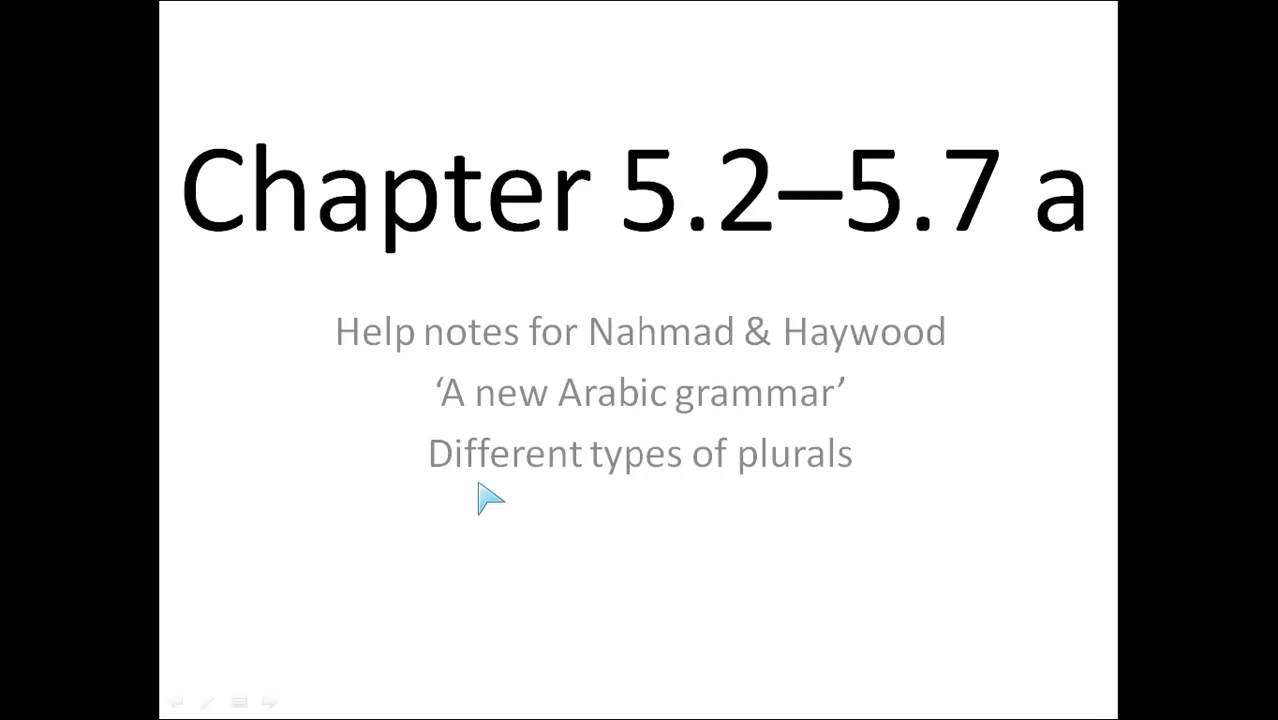 Chapter 5.2–5.7 a
Help notes for Nahmad & Haywood
‘A new Arabic grammar’
Different types of plurals